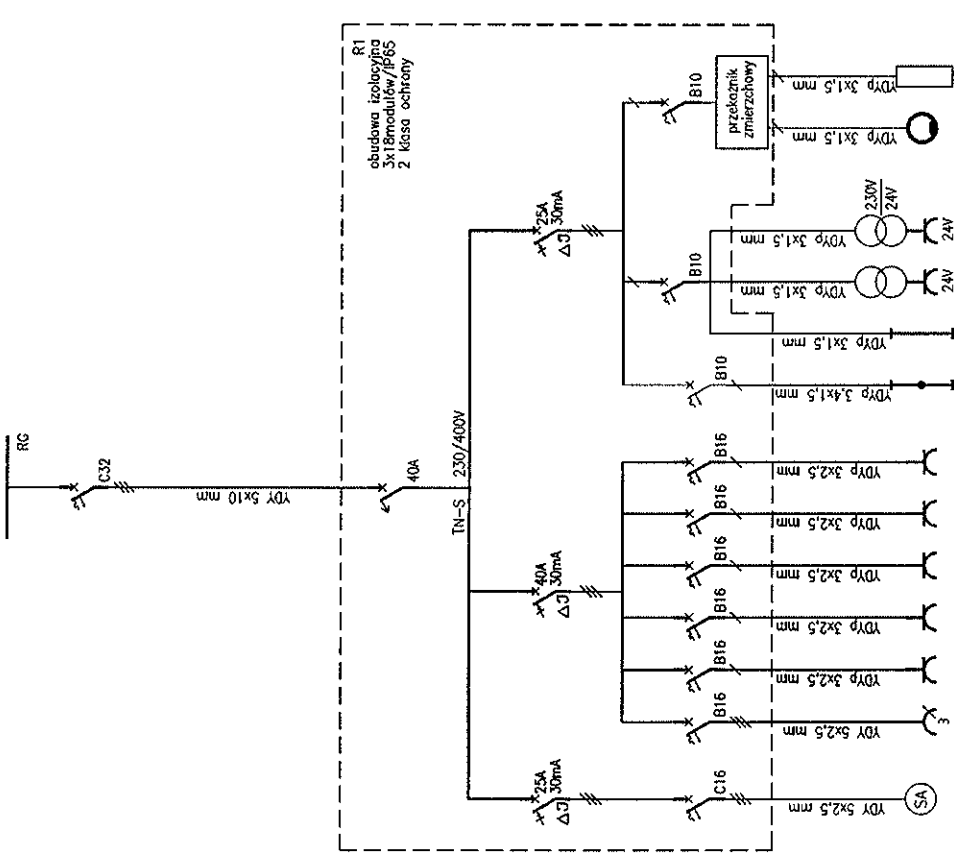 RG
C32
YDY 5x10 mm
R1
obudowa izolacyjna
3x18modułów/IP65
2 klasa ochrony
40A
TN-S 230/400V
25A
30mA
ΔJ
B10
przekaźnik
zmierzchowy
YDYp 3x1,5 mm
YDYp 3x1,5 mm
B10
YDYp 3x1,5 mm
230V
24V
24V
YDYp 3x1,5 mm
24V
YDYp 3x1,5 mm
B10
YDYp 3,4x1,5 mm
40A
30mA
ΔJ
B16
YDYp 3x2,5 mm
B16
YDYp 3x2,5 mm
B16
YDYp 3x2,5 mm
B16
YDYp 3x2,5 mm
B16
YDYp 3x2,5 mm
B16
YDY 5x2,5 mm
3
25A
30mA
ΔJ
C16
YDY 5x2,5 mm
SA